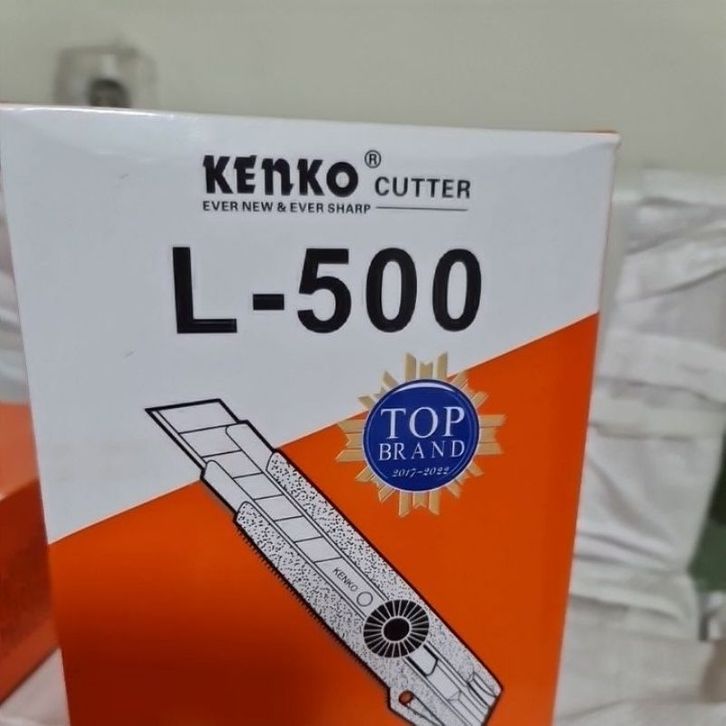 KENKO® CUTTER
EVER NEW & EVER SHARP
L-500
TOP
BRAND
2017-2022
KENKO